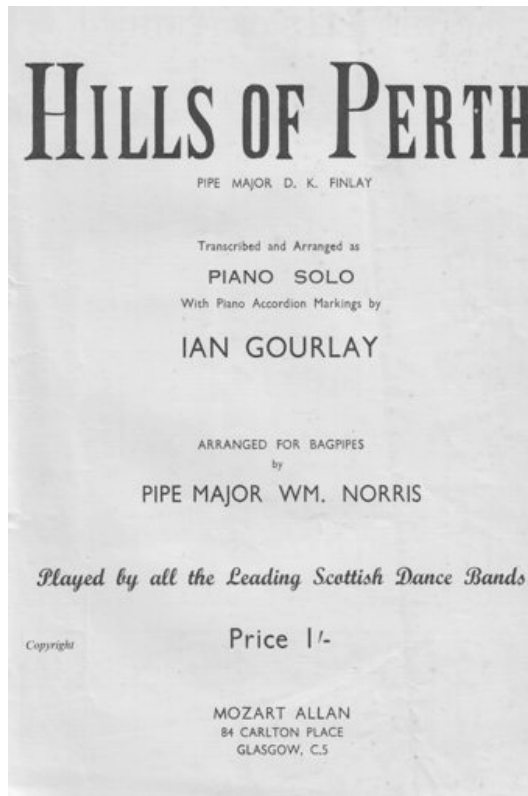 HILLS OF PERTH
PIPE MAJOR D. K. FINLAY
Transcribed and Arranged as
PIANO SOLO
With Piano Accordion Markings by
IAN GOURLAY
ARRANGED FOR BAGPIPES
by
PIPE MAJOR WM. NORRIS
Played by all the Leading Scottish Dance Bands
Copyright
Price 1/-
MOZART ALLAN
84 CARLTON PLACE
GLASGOW, C.5